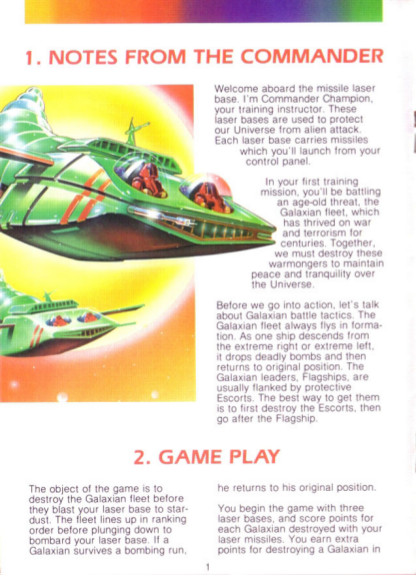 1. NOTES FROM THE COMMANDER
Welcome aboard the missile laser
base. I'm Commander Champion,
your training instructor. These
laser bases are used to protect
our Universe from alien attack.
Each laser base carries missiles
which you'll launch from your
control panel.
In your first training
mission, you'll be battling
an age-old threat, the
Galaxian fleet, which
has thrived on war
and terrorism for
centuries. Together,
we must destroy these
warmongers to maintain
peace and tranquility over
the Universe.
Before we go into action, let's talk
about Galaxian battle tactics. The
Galaxian fleet always flys in forma-
tion. As one ship descends from
the extreme right or extreme left,
it drops deadly bombs and then
returns to original position. The
Galaxian leaders, Flagships, are
usually flanked by protective
Escorts. The best way to get them
is to first destroy the Escorts, then
go after the Flagship.
2. GAME PLAY
The object of the game is to
destroy the Galaxian fleet before
they blast your laser base to star-
dust. The fleet lines up in ranking
order before plunging down to
bombard your laser base. If a
Galaxian survives a bombing run,
he returns to his original position.
You begin the game with three
laser bases, and score points for
each Galaxian destroyed with your
laser missiles. You earn extra
points for destroying a Galaxian in
1